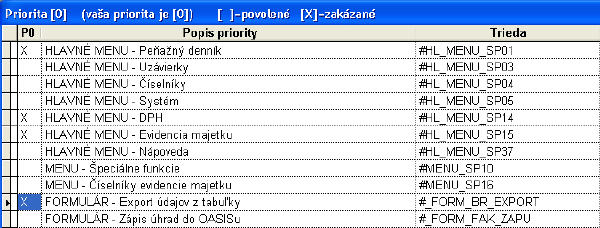 Priorita [0] (vaša priorita je [0]) [ ]-povolené [X]-zakázané
P0 Popis priority Trieda
X HLAVNÉ MENU - Peňažný denník #HL_MENU_SP01
HLAVNÉ MENU - Uzávierky #HL_MENU_SP03
HLAVNÉ MENU - Číselníky #HL_MENU_SP04
HLAVNÉ MENU - Systém #HL_MENU_SP05
X HLAVNÉ MENU - DPH #HL_MENU_SP14
X HLAVNÉ MENU - Evidencia majetku #HL_MENU_SP15
HLAVNÉ MENU - Nápoveda #HL_MENU_SP37
MENU - Špeciálne funkcie #MENU_SP10
MENU - Číselníky evidencie majetku #MENU_SP16
X FORMULÁR - Export údajov z tabuľky #_FORM_BR_EXPORT
FORMULÁR - Zápis úhrad do OASISu #_FORM_FAK_ZAPU